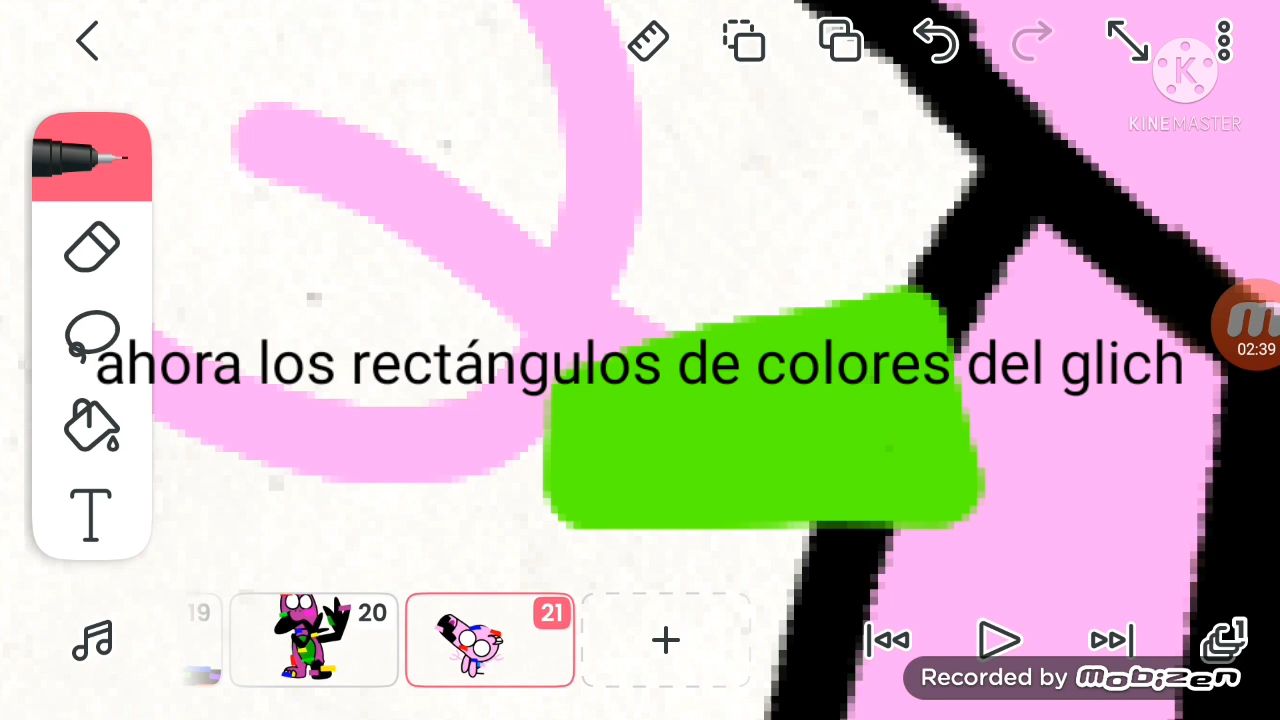 KINEMASTER
ahora los rectángulos de colores del glich
02:39
19
20
21
Recorded by mobizen